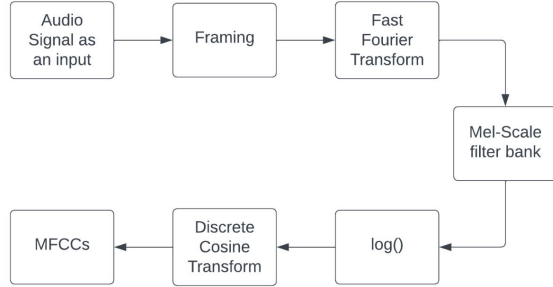 Audio
Signal as
an input
Framing
Fast
Fourier
Transform
Mel-Scale
filter bank
log()
Discrete
Cosine
Transform
MFCCs